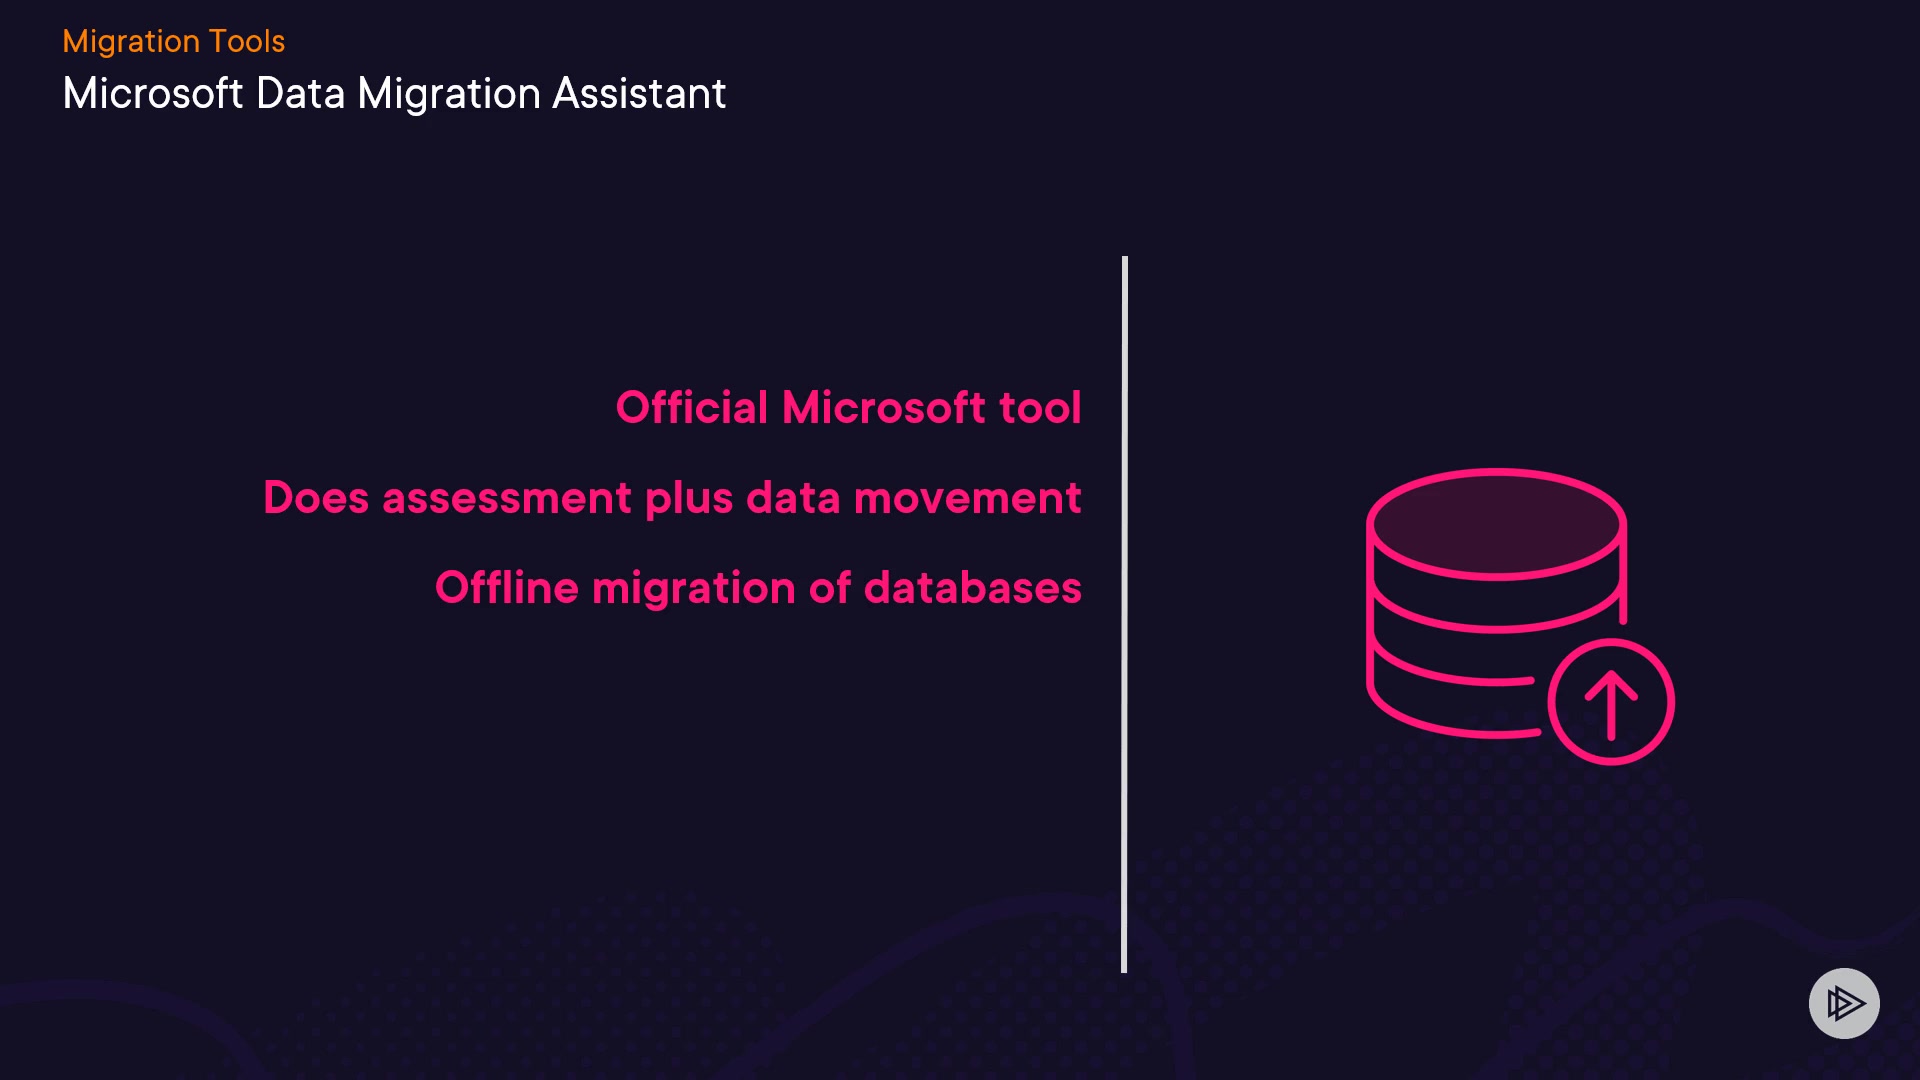 Migration Tools
Microsoft Data Migration Assistant
Official Microsoft tool
Does assessment plus data movement
Offline migration of databases